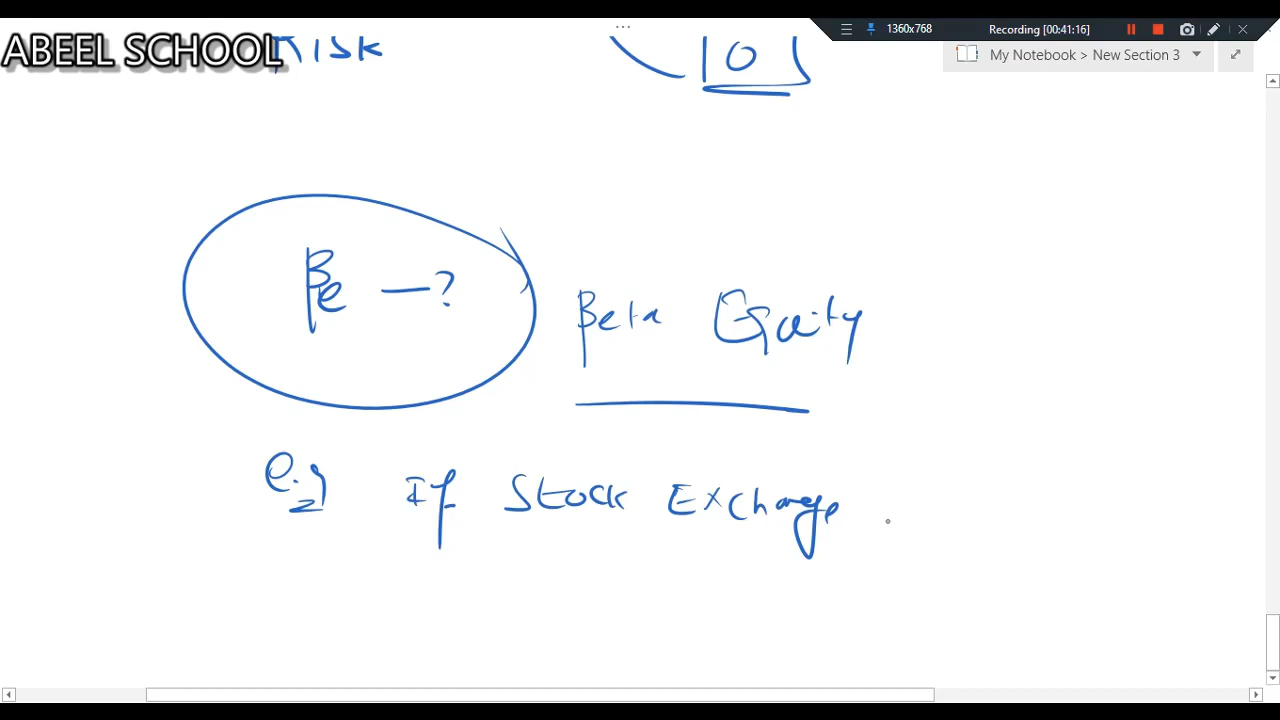 ABEEL SCHOOL
1360x768
Recording [00:41:16]
My Notebook > New Section 3
RISK
0
βe —?
Beta Equity
e.g If Stock Exchange